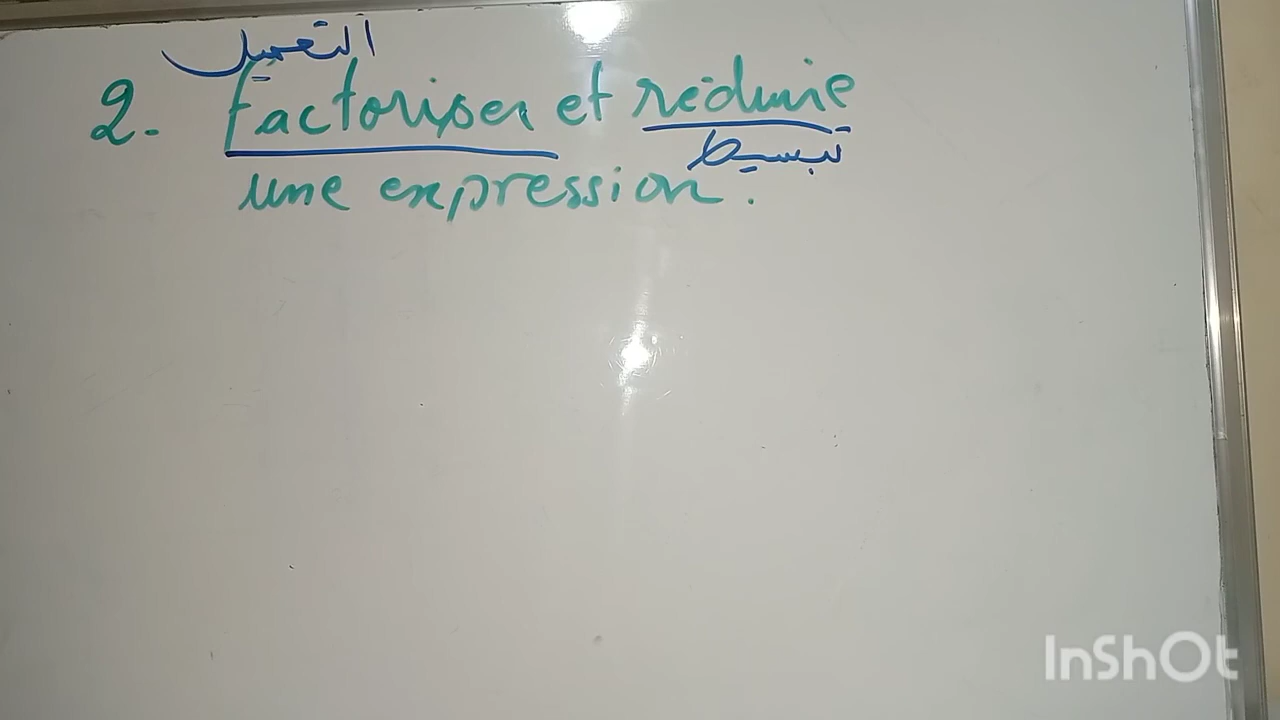 التعميل
2. factoriser et réduire
تبسيط
une expression.
InShOt